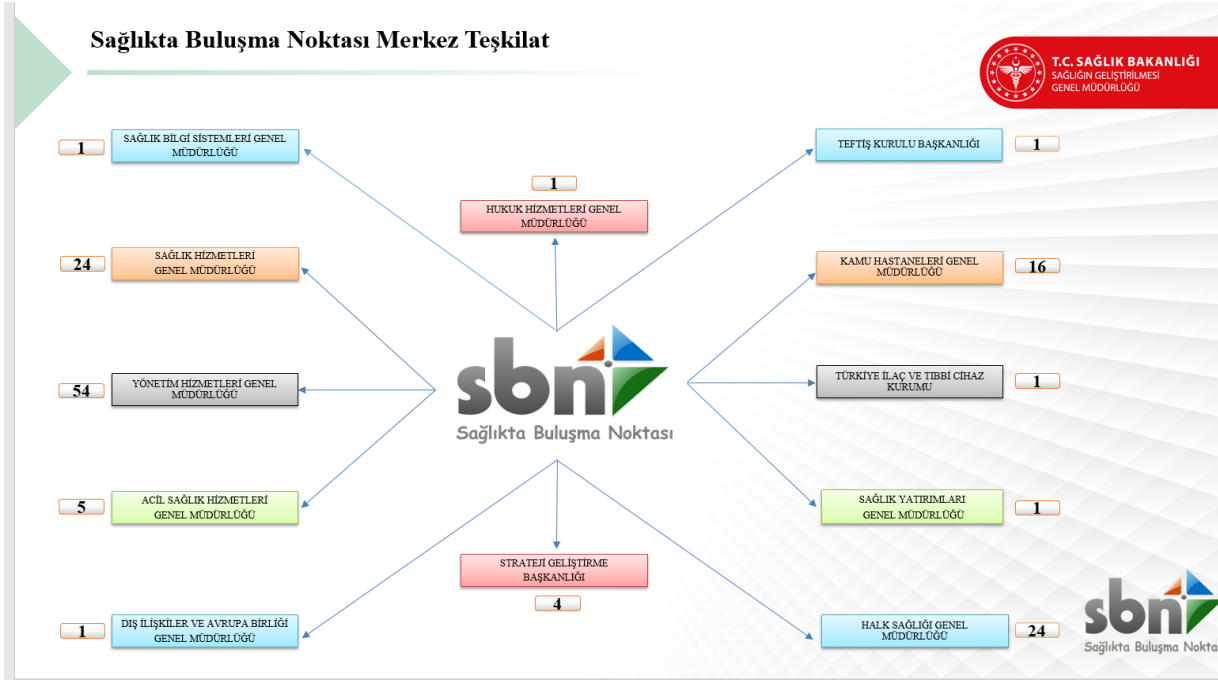 Sağlıkta Buluşma Noktası Merkez Teşkilat
T.C. SAĞLIK BAKANLIĞI
SAĞLIĞIN GELİŞTİRİLMESİ
GENEL MÜDÜRLÜĞÜ
1
SAĞLIK BİLGİ SİSTEMLERİ GENEL
MÜDÜRLÜĞÜ
TEFTİŞ KURULU BAŞKANLIĞI
1
1
HUKUK HİZMETLERİ GENEL
MÜDÜRLÜĞÜ
24
SAĞLIK HİZMETLERİ
GENEL MÜDÜRLÜĞÜ
KAMU HASTANELERİ GENEL
MÜDÜRLÜĞÜ
16
54
YÖNETİM HİZMETLERİ GENEL
MÜDÜRLÜĞÜ
sbn
Sağlıkta Buluşma Noktası
TÜRKİYE İLAÇ VE TIBBİ CİHAZ
KURUMU
1
5
ACİL SAĞLIK HİZMETLERİ
GENEL MÜDÜRLÜĞÜ
SAĞLIK YATIRIMLARI
GENEL MÜDÜRLÜĞÜ
1
STRATEJİ GELİŞTİRME
BAŞKANLIĞI
4
1
DIŞ İLİŞKİLER VE AVRUPA BİRLİĞİ
GENEL MÜDÜRLÜĞÜ
HALK SAĞLIĞI GENEL
MÜDÜRLÜĞÜ
24
sbn
Sağlıkta Buluşma Nokta